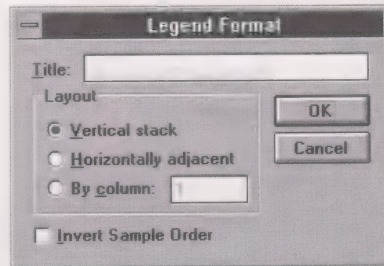 Legend Format
Title:
Layout
OK
Vertical stack
Cancel
Horizontally adjacent
By column: 1
Invert Sample Order